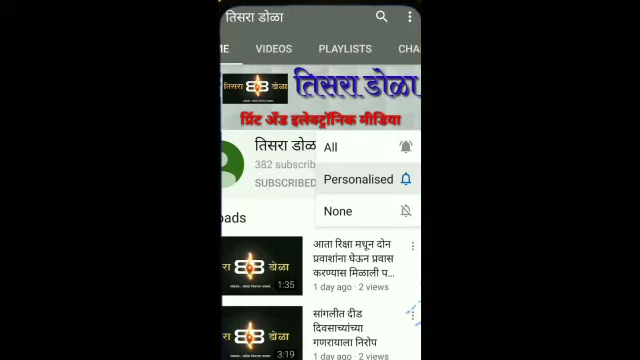 तिसरा डोळा
ME VIDEOS PLAYLISTS CHA
तिसरा डोळा तिसरा डोळा
प्रिंट अँड इलेक्ट्रॉनिक मीडिया
तिसरा डोळ
All
382 subscrib
Personalised
SUBSCRIBED
None
oads
आता रिक्षा मधून दोन
प्रवाशांना घेऊन प्रवास
करण्यास मिळाली प...
1 day ago · 2 views
रा डोळा
1:35
सांगलीत दीड
दिवसाच्यांच्या
गणरायाला निरोप
1 day ago · 2 views
रा डोळा
3:19